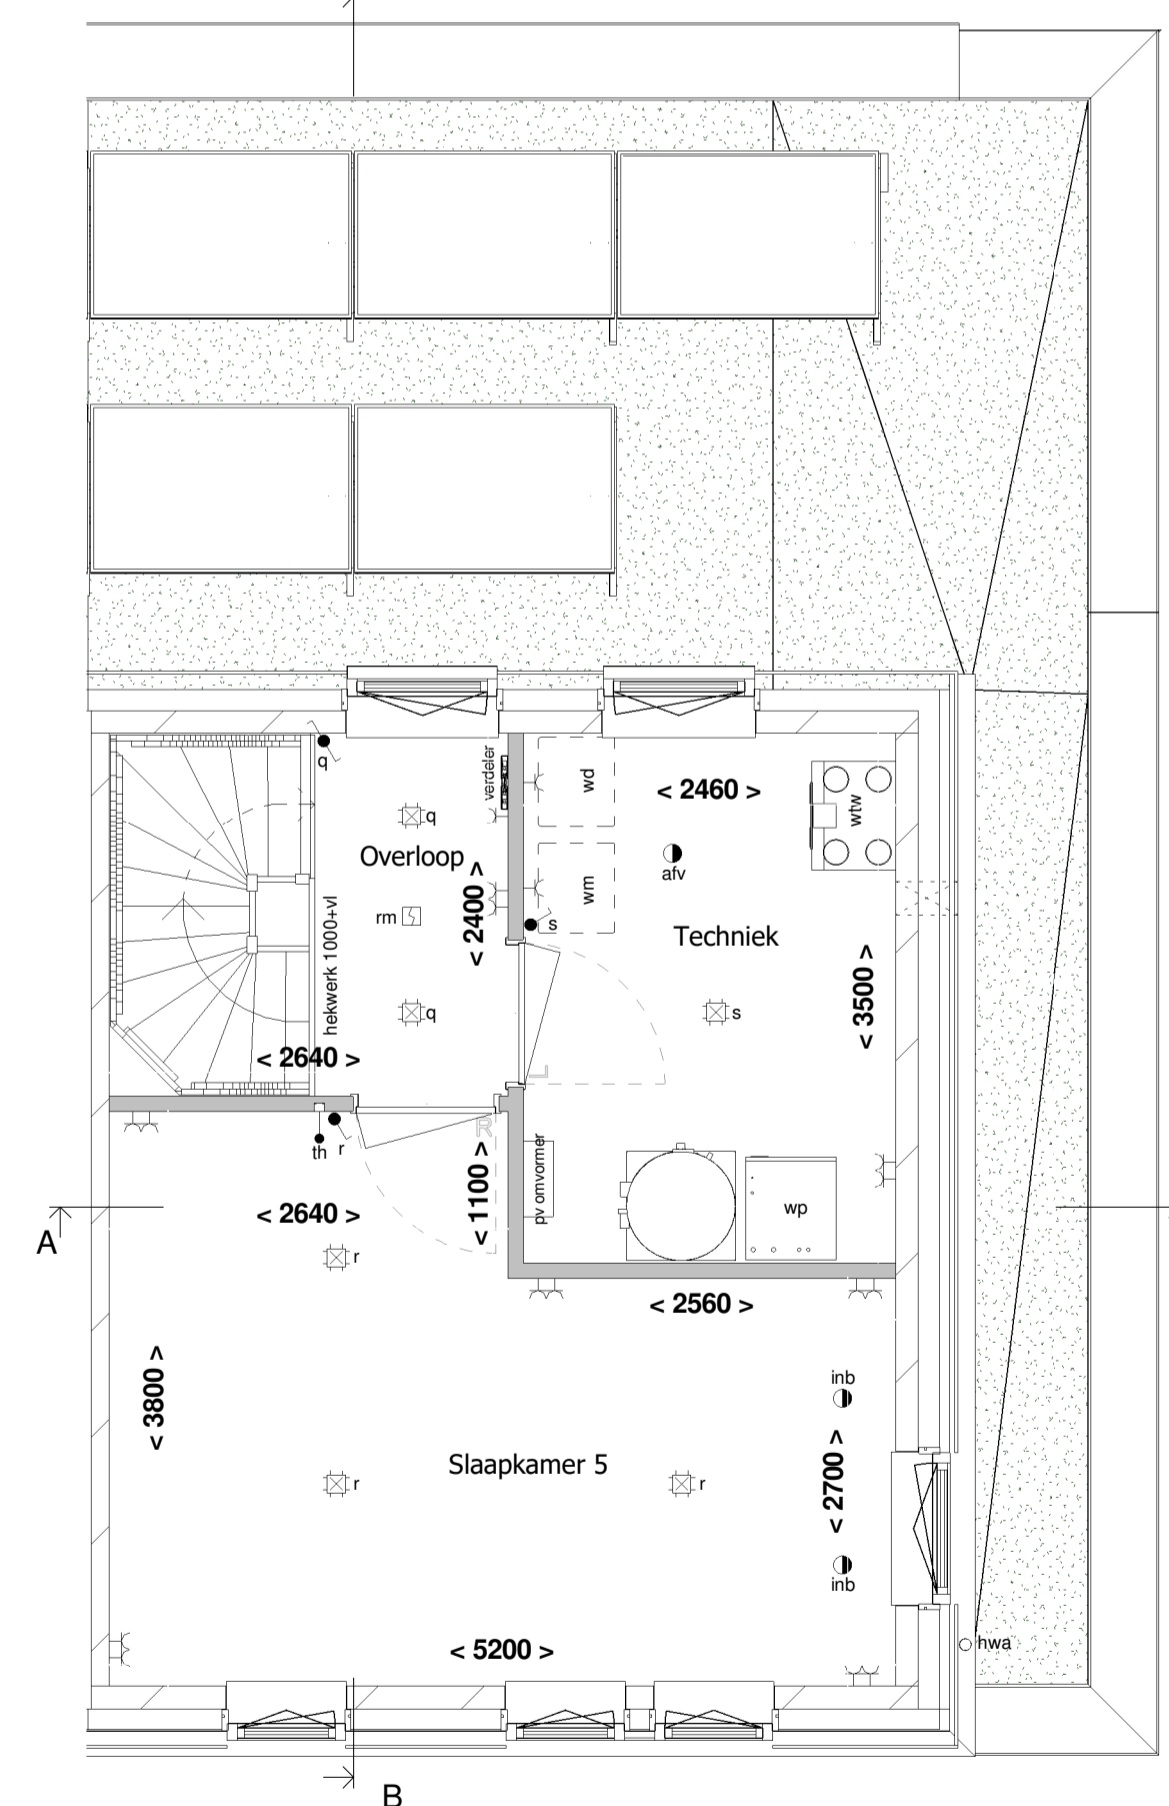 q
verdeler
wd
< 2460 >
wtw
q
Overloop
afv
wm
< 2400 >
rm
s
hekwerk 1000+vl
Techniek
< 3500 >
q
s
< 2640 >
L
R
th
r
< 1100 >
pv omvormer
wp
< 2640 >
A
r
< 2560 >
inb
< 3800 >
< 2700 >
Slaapkamer 5
r
r
inb
hwa
< 5200 >
B